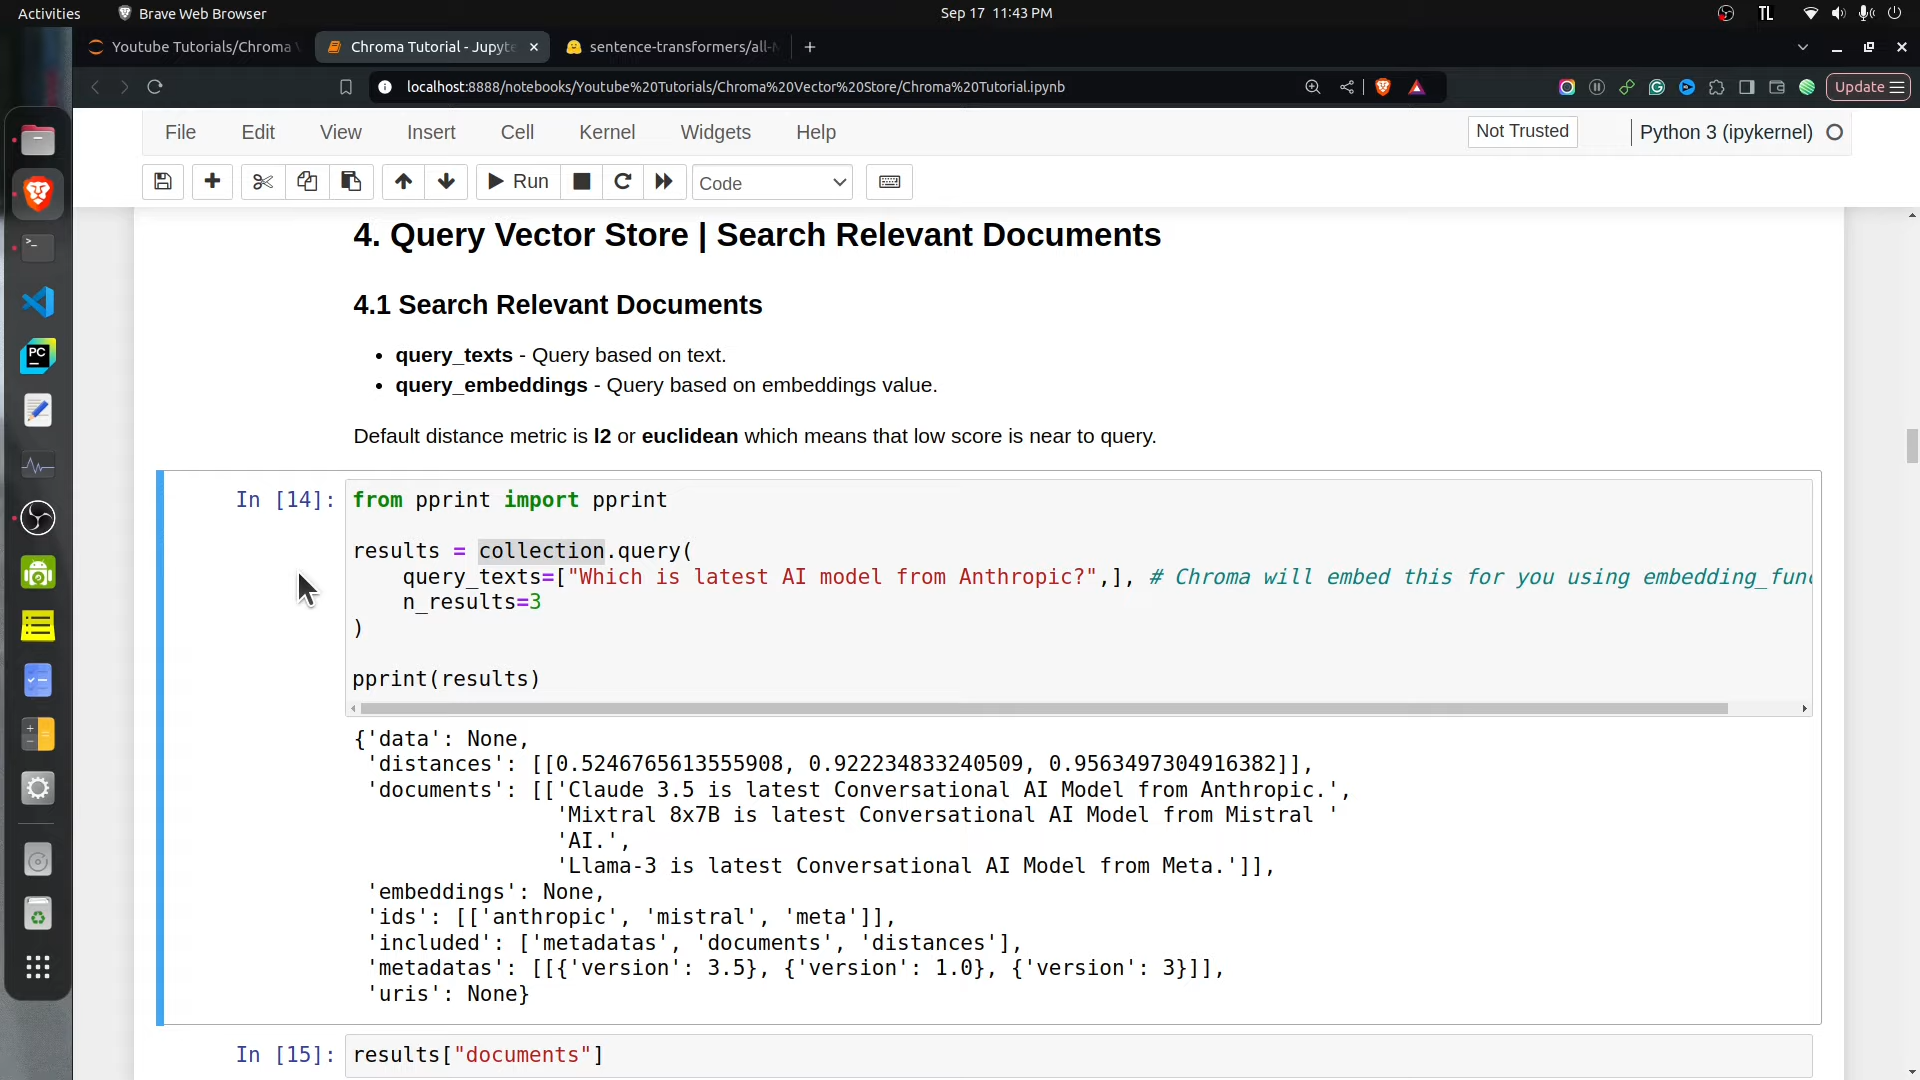 Activities
Brave Web Browser
Sep 17 11:43 PM
TL
Youtube Tutorials/Chroma
Chroma Tutorial - Jupyte
sentence-transformers/all-
localhost:8888/notebooks/Youtube%20Tutorials/Chroma%20Vector%20Store/Chroma%20Tutorial.ipynb
Update
File Edit View Insert Cell Kernel Widgets Help
Not Trusted
Python 3 (ipykernel)
Run
Code
4. Query Vector Store | Search Relevant Documents
4.1 Search Relevant Documents
• query_texts - Query based on text.
• query_embeddings - Query based on embeddings value.
Default distance metric is l2 or euclidean which means that low score is near to query.
In [14]: from pprint import pprint
results = collection.query(
query_texts=["Which is latest AI model from Anthropic?",], # Chroma will embed this for you using embedding_func
n_results=3
)
pprint(results)
{'data': None,
'distances': [[0.5246765613555908, 0.922234833240509, 0.9563497304916382]],
'documents': [['Claude 3.5 is latest Conversational AI Model from Anthropic.',
'Mixtral 8x7B is latest Conversational AI Model from Mistral '
'AI.',
'Llama-3 is latest Conversational AI Model from Meta.']],
'embeddings': None,
'ids': [['anthropic', 'mistral', 'meta']],
'included': ['metadatas', 'documents', 'distances'],
'metadatas': [[{'version': 3.5}, {'version': 1.0}, {'version': 3}]],
'uris': None}
In [15]: results["documents"]
PC